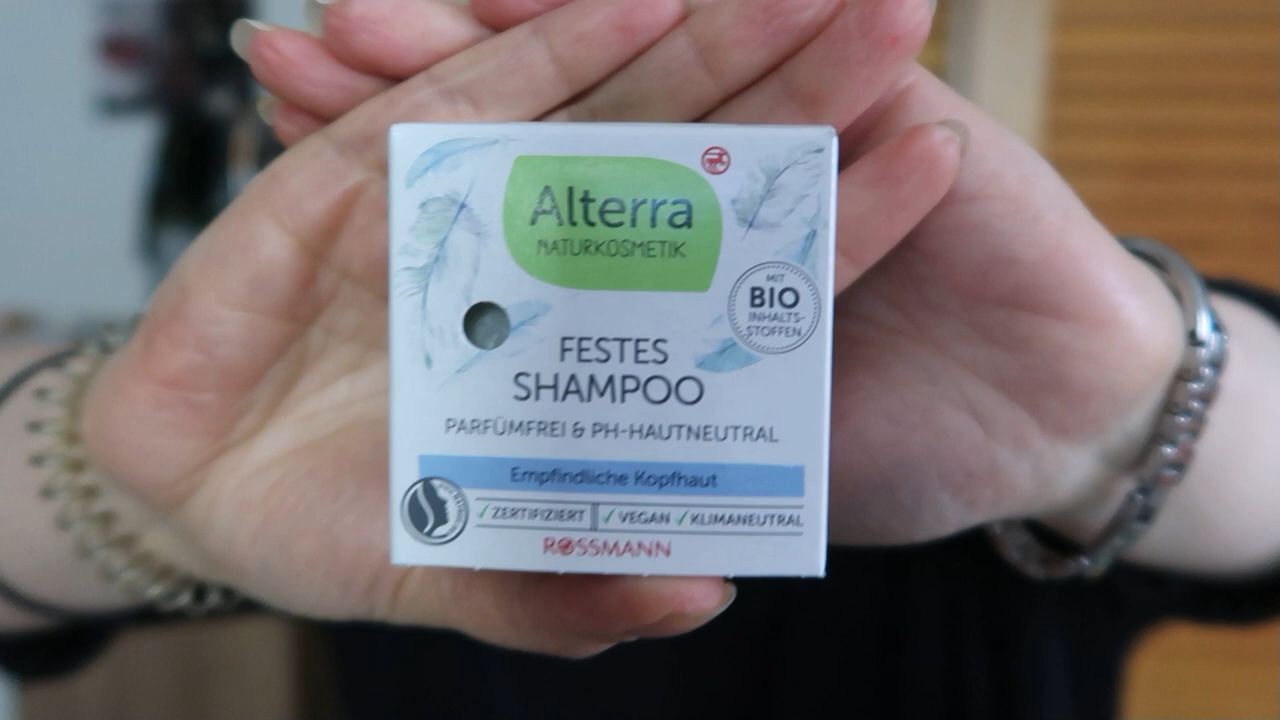 Alterra
NATURKOSMETIK
MIT
BIO
INHALTS-
STOFFEN
FESTES
SHAMPOO
PARFÜMFREI & PH-HAUTNEUTRAL
Empfindliche Kopfhaut
✓ZERTIFIZIERT ✓VEGAN ✓KLIMANEUTRAL
ROSSMANN